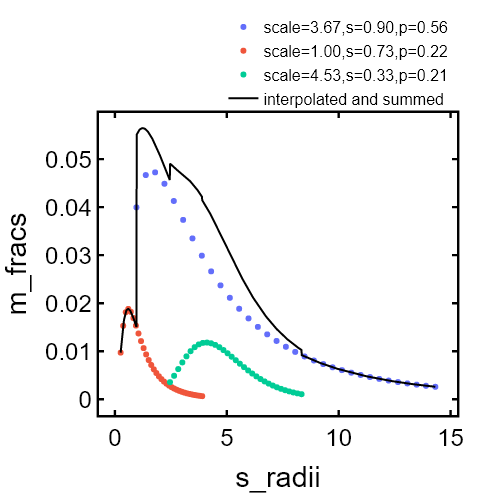 scale=3.67,s=0.90,p=0.56
scale=1.00,s=0.73,p=0.22
scale=4.53,s=0.33,p=0.21
interpolated and summed
0.05
0.04
0.03
0.02
0.01
0
m_fracs
0 5 10 15
s_radii